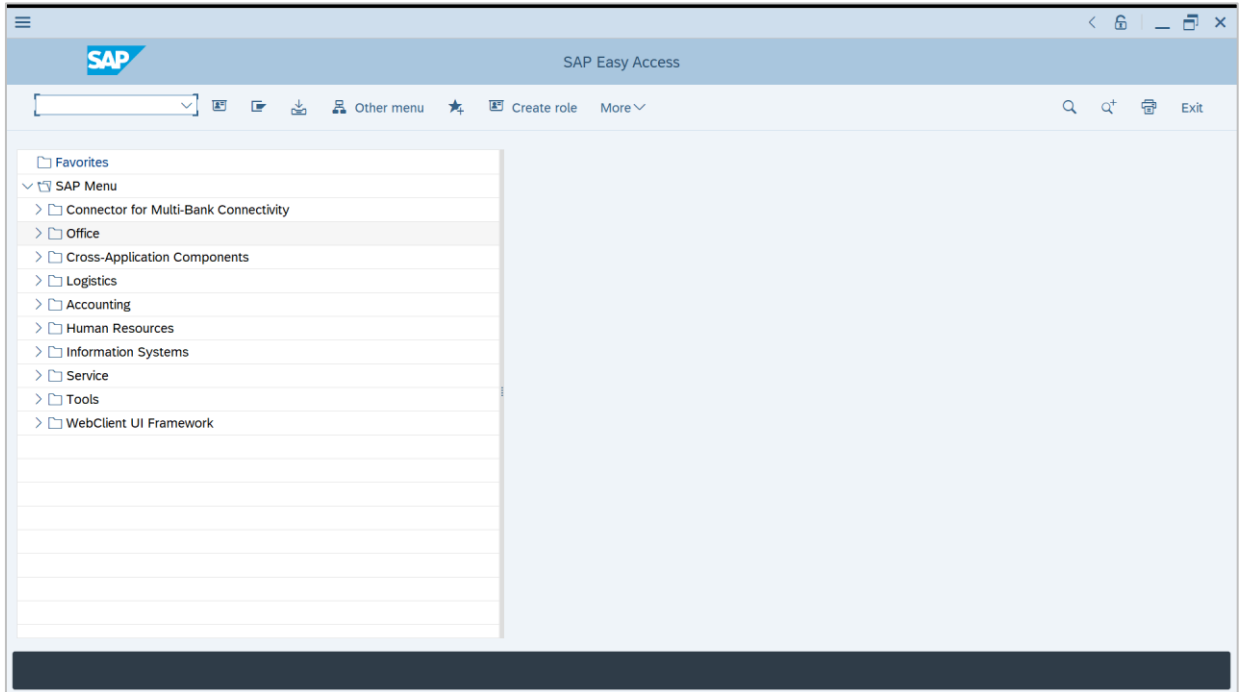 SAP
SAP Easy Access
Other menu Create role More Exit
Favorites
SAP Menu
Connector for Multi-Bank Connectivity
Office
Cross-Application Components
Logistics
Accounting
Human Resources
Information Systems
Service
Tools
WebClient UI Framework